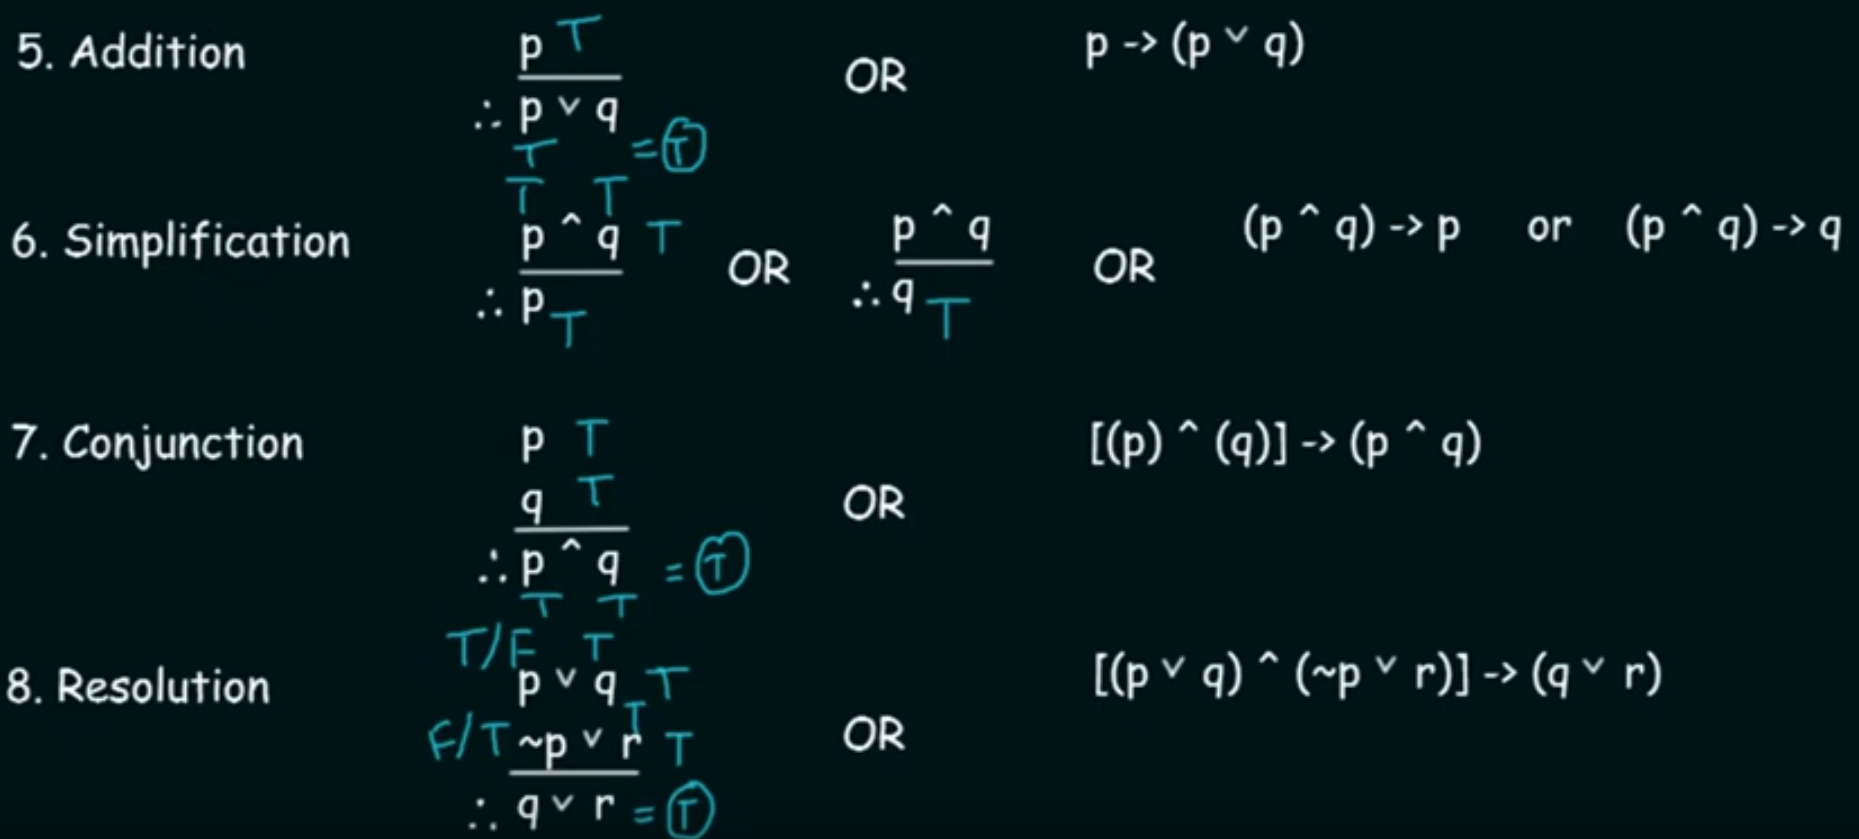 5. Addition
p T
∴ p ˅ q
T = T
OR
p -> (p ˅ q)
6. Simplification
T T
p ^ q T
∴ p T
OR
p ^ q
∴ q T
OR
(p ^ q) -> p or (p ^ q) -> q
7. Conjunction
p T
q T
∴ p ^ q = T
T T
OR
[(p) ^ (q)] -> (p ^ q)
8. Resolution
T/F T
p ˅ q T
T
F/T ~p ˅ r T
∴ q ˅ r = T
OR
[(p ˅ q) ^ (~p ˅ r)] -> (q ˅ r)